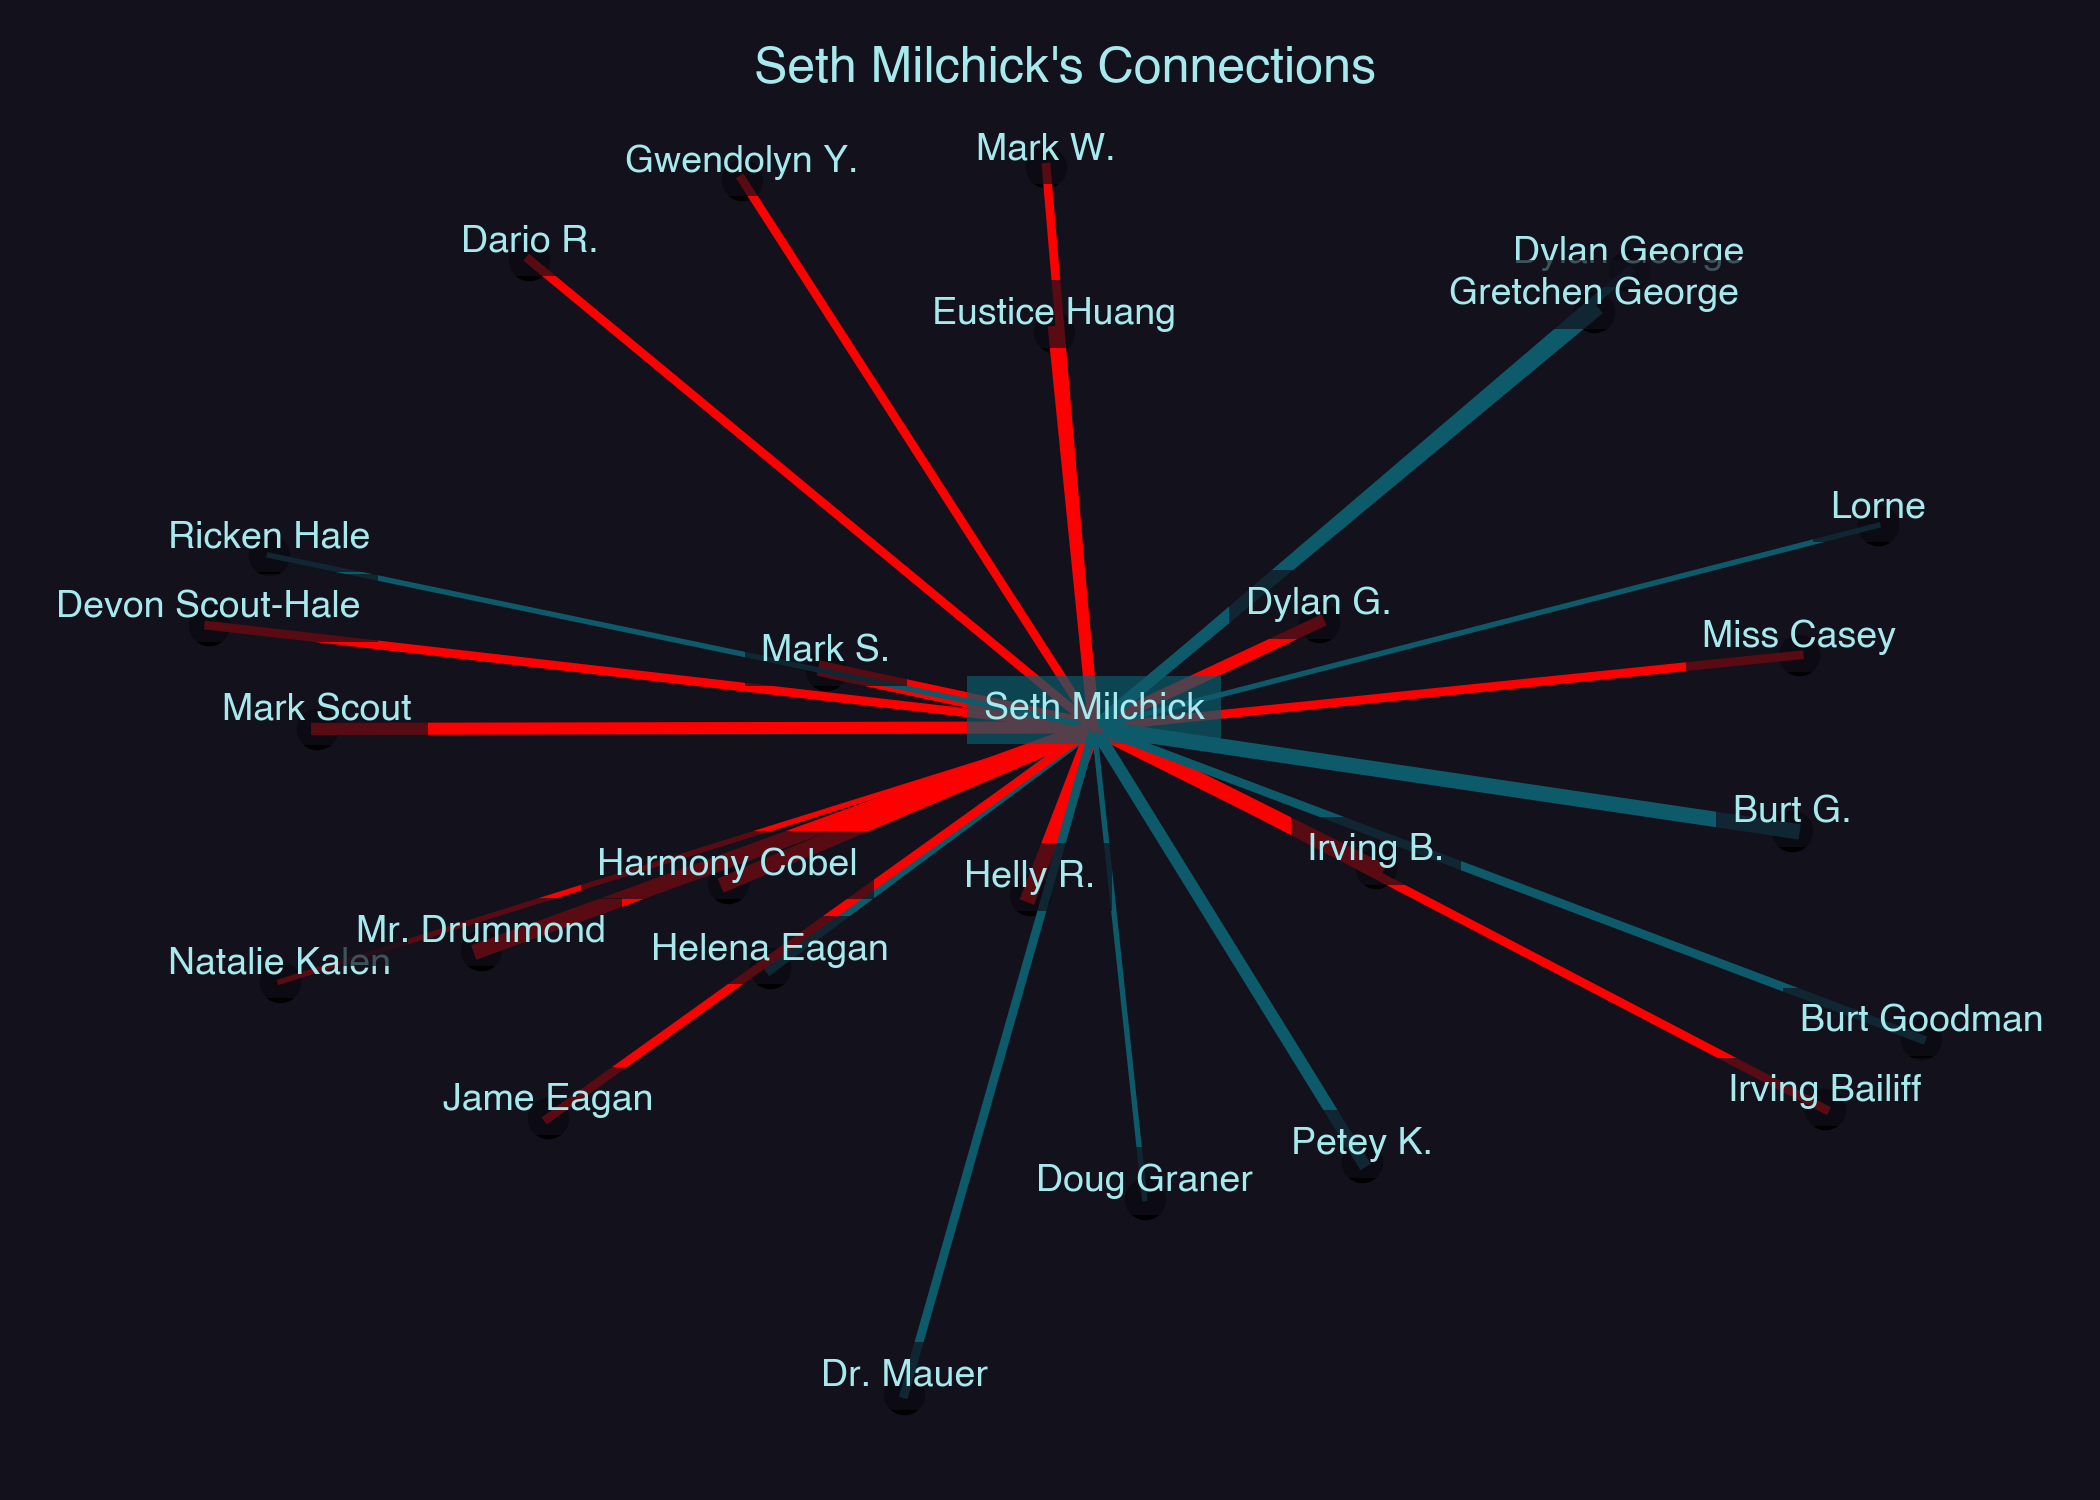 Seth Milchick's Connections
Mark W.
Gwendolyn Y.
Dario R.
Dylan George
Gretchen George
Eustice Huang
Lorne
Ricken Hale
Dylan G.
Devon Scout-Hale
Miss Casey
Mark S.
Seth Milchick
Mark Scout
Burt G.
Irving B.
Harmony Cobel
Helly R.
Mr. Drummond
Helena Eagan
Natalie Kalen
Burt Goodman
Irving Bailiff
Jame Eagan
Petey K.
Doug Graner
Dr. Mauer